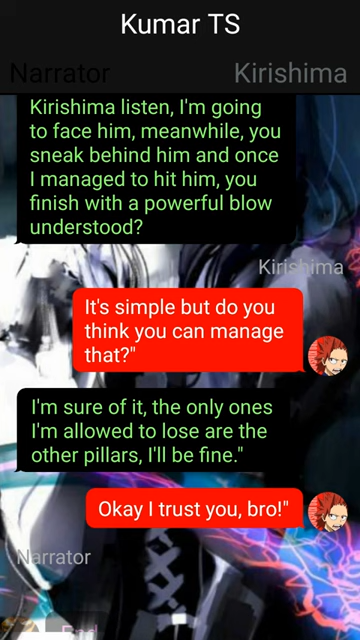 Kumar TS
Narrator
Kirishima
Kirishima listen, I'm going
to face him, meanwhile, you
sneak behind him and once
I managed to hit him, you
finish with a powerful blow
understood?
Kirishima
It's simple but do you
think you can manage
that?"
I'm sure of it, the only ones
I'm allowed to lose are the
other pillars, I'll be fine."
Okay I trust you, bro!"
Narrator